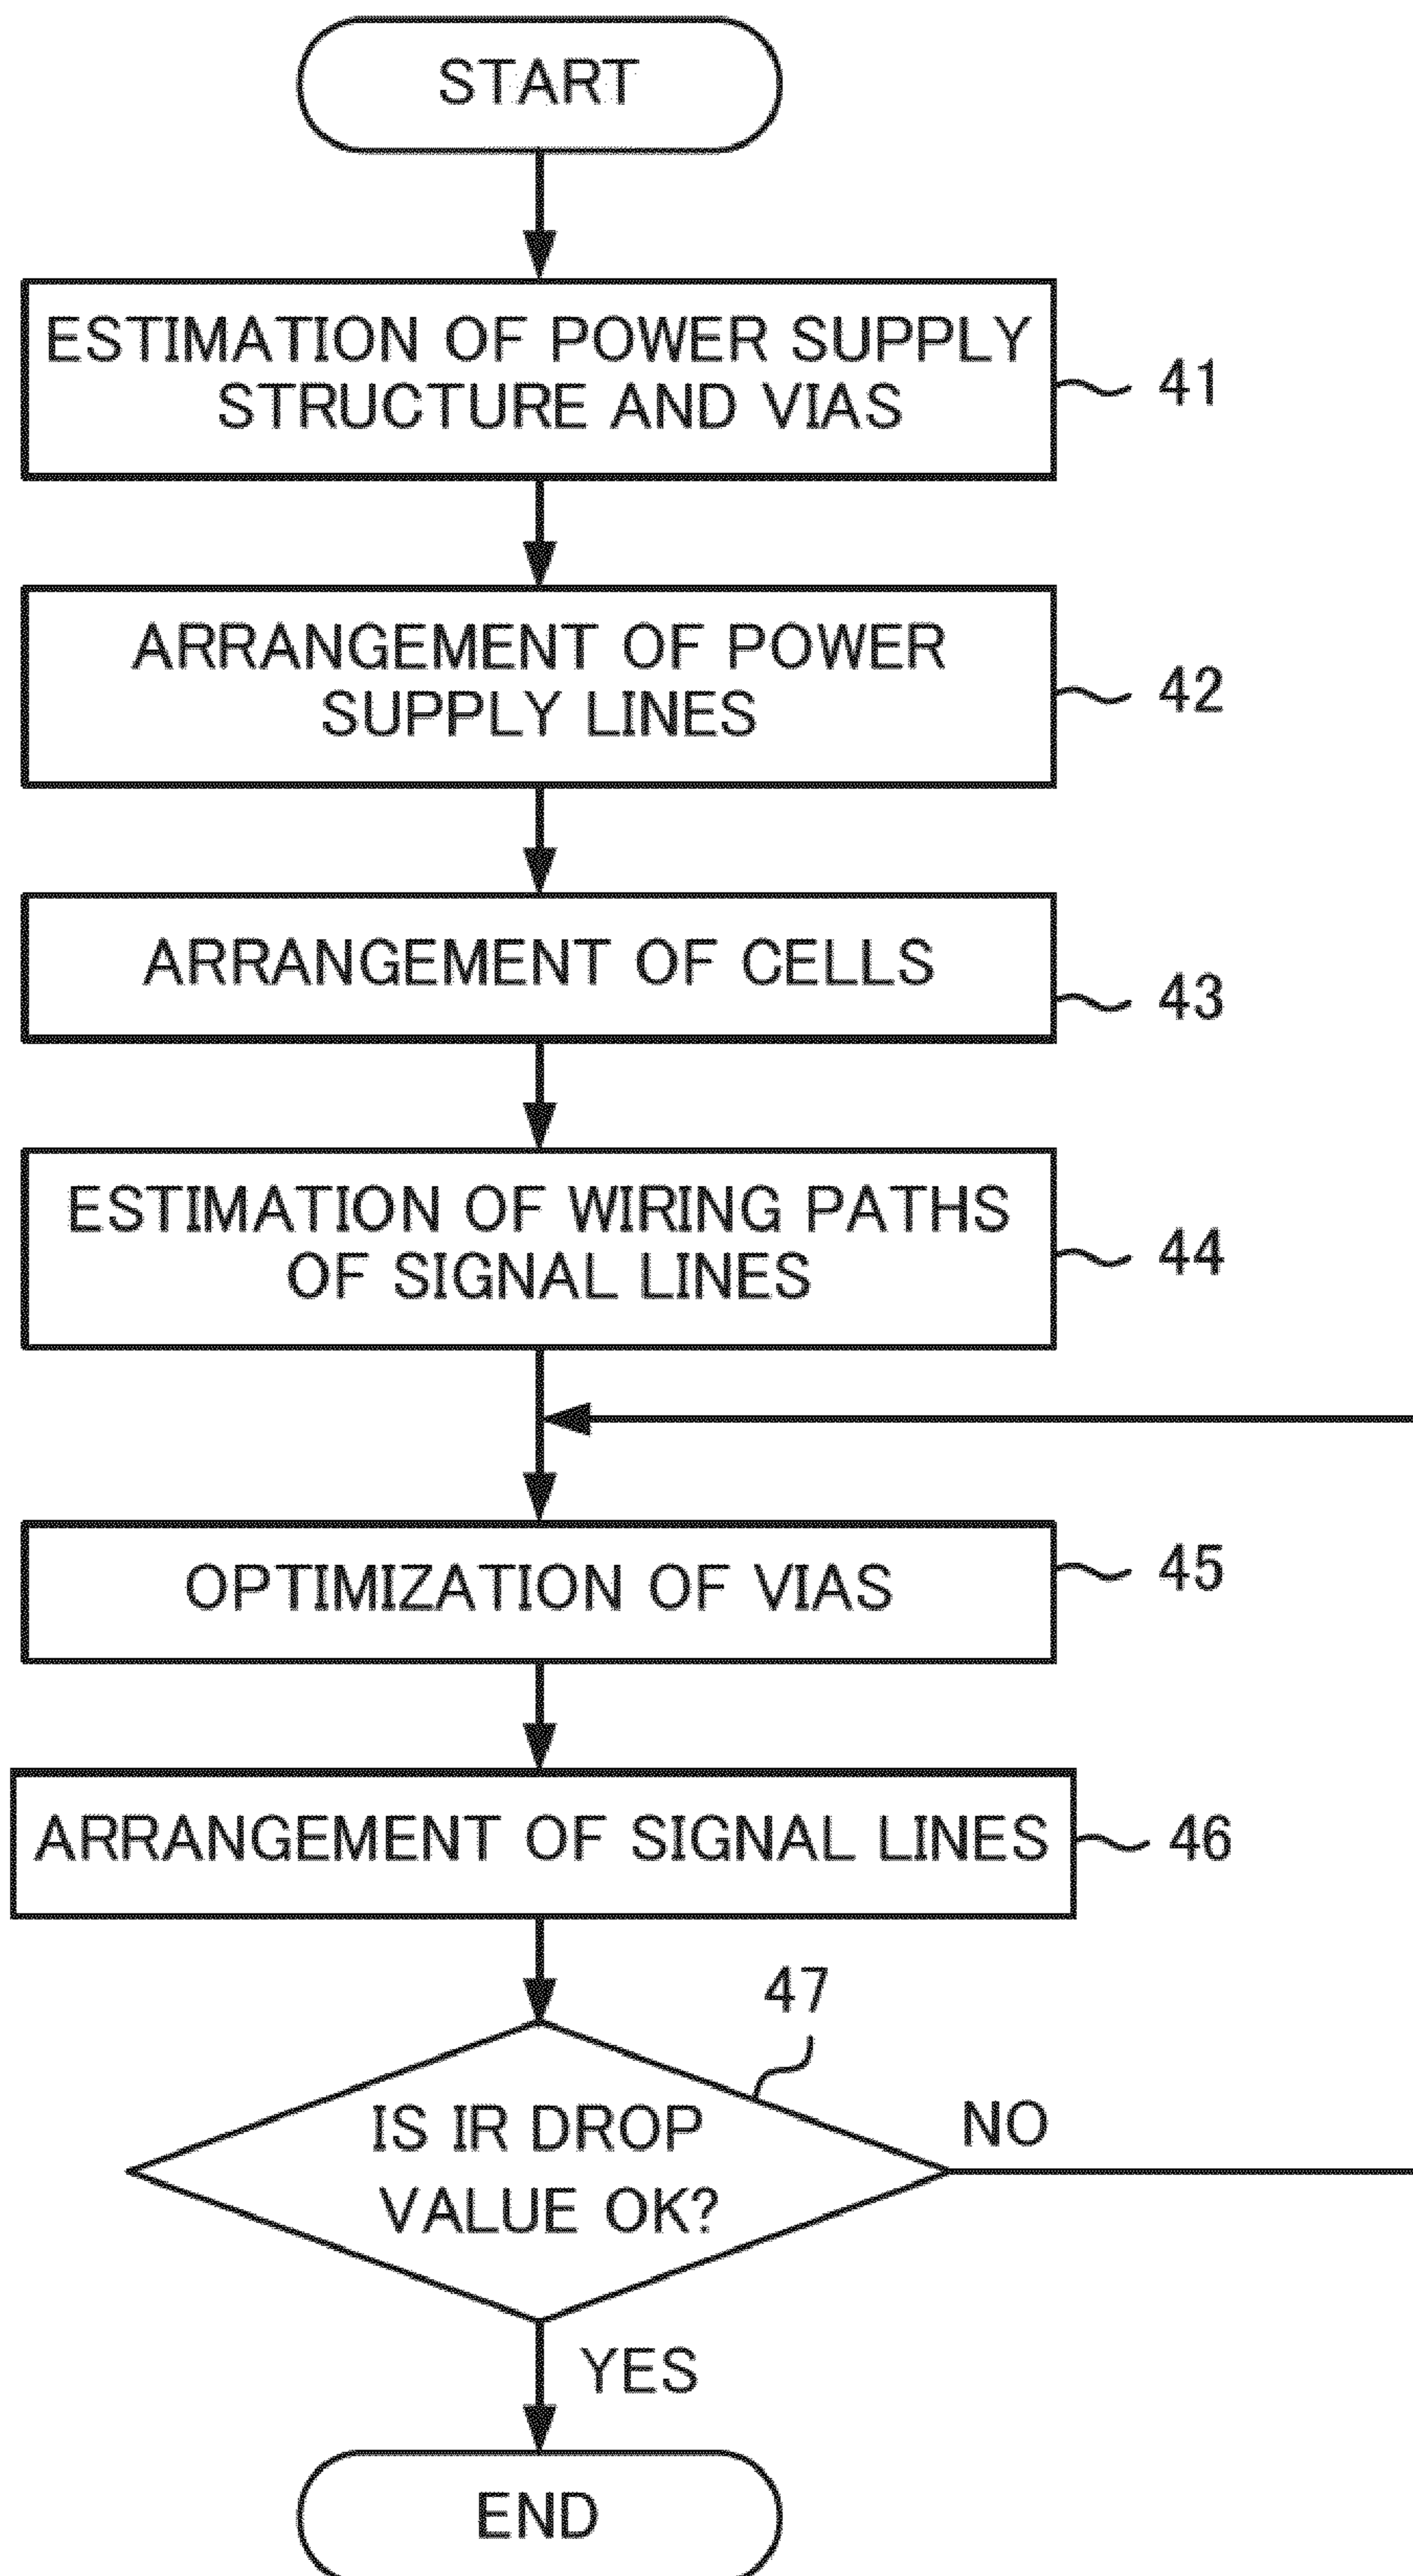 START
ESTIMATION OF POWER SUPPLY
STRUCTURE AND VIAS
41
ARRANGEMENT OF POWER
SUPPLY LINES
42
ARRANGEMENT OF CELLS
43
ESTIMATION OF WIRING PATHS
OF SIGNAL LINES
44
OPTIMIZATION OF VIAS
45
ARRANGEMENT OF SIGNAL LINES
46
47
IS IR DROP
VALUE OK?
NO
YES
END